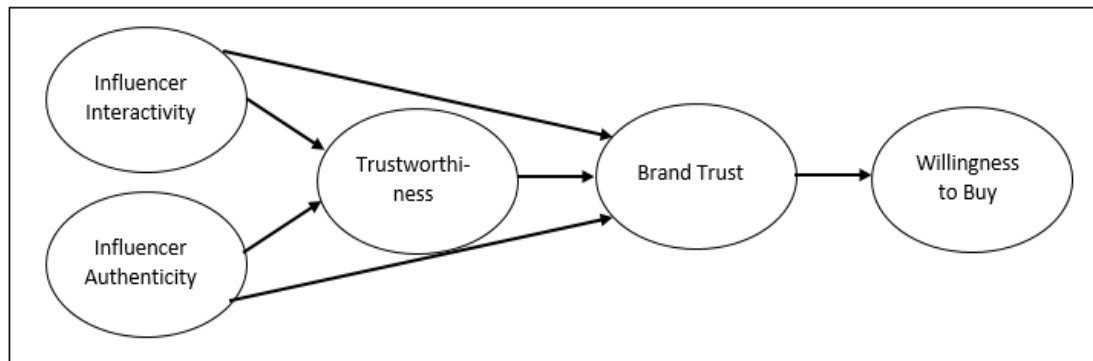 Influencer
Interactivity
Trustworthi-
ness
Brand Trust
Willingness
to Buy
Influencer
Authenticity